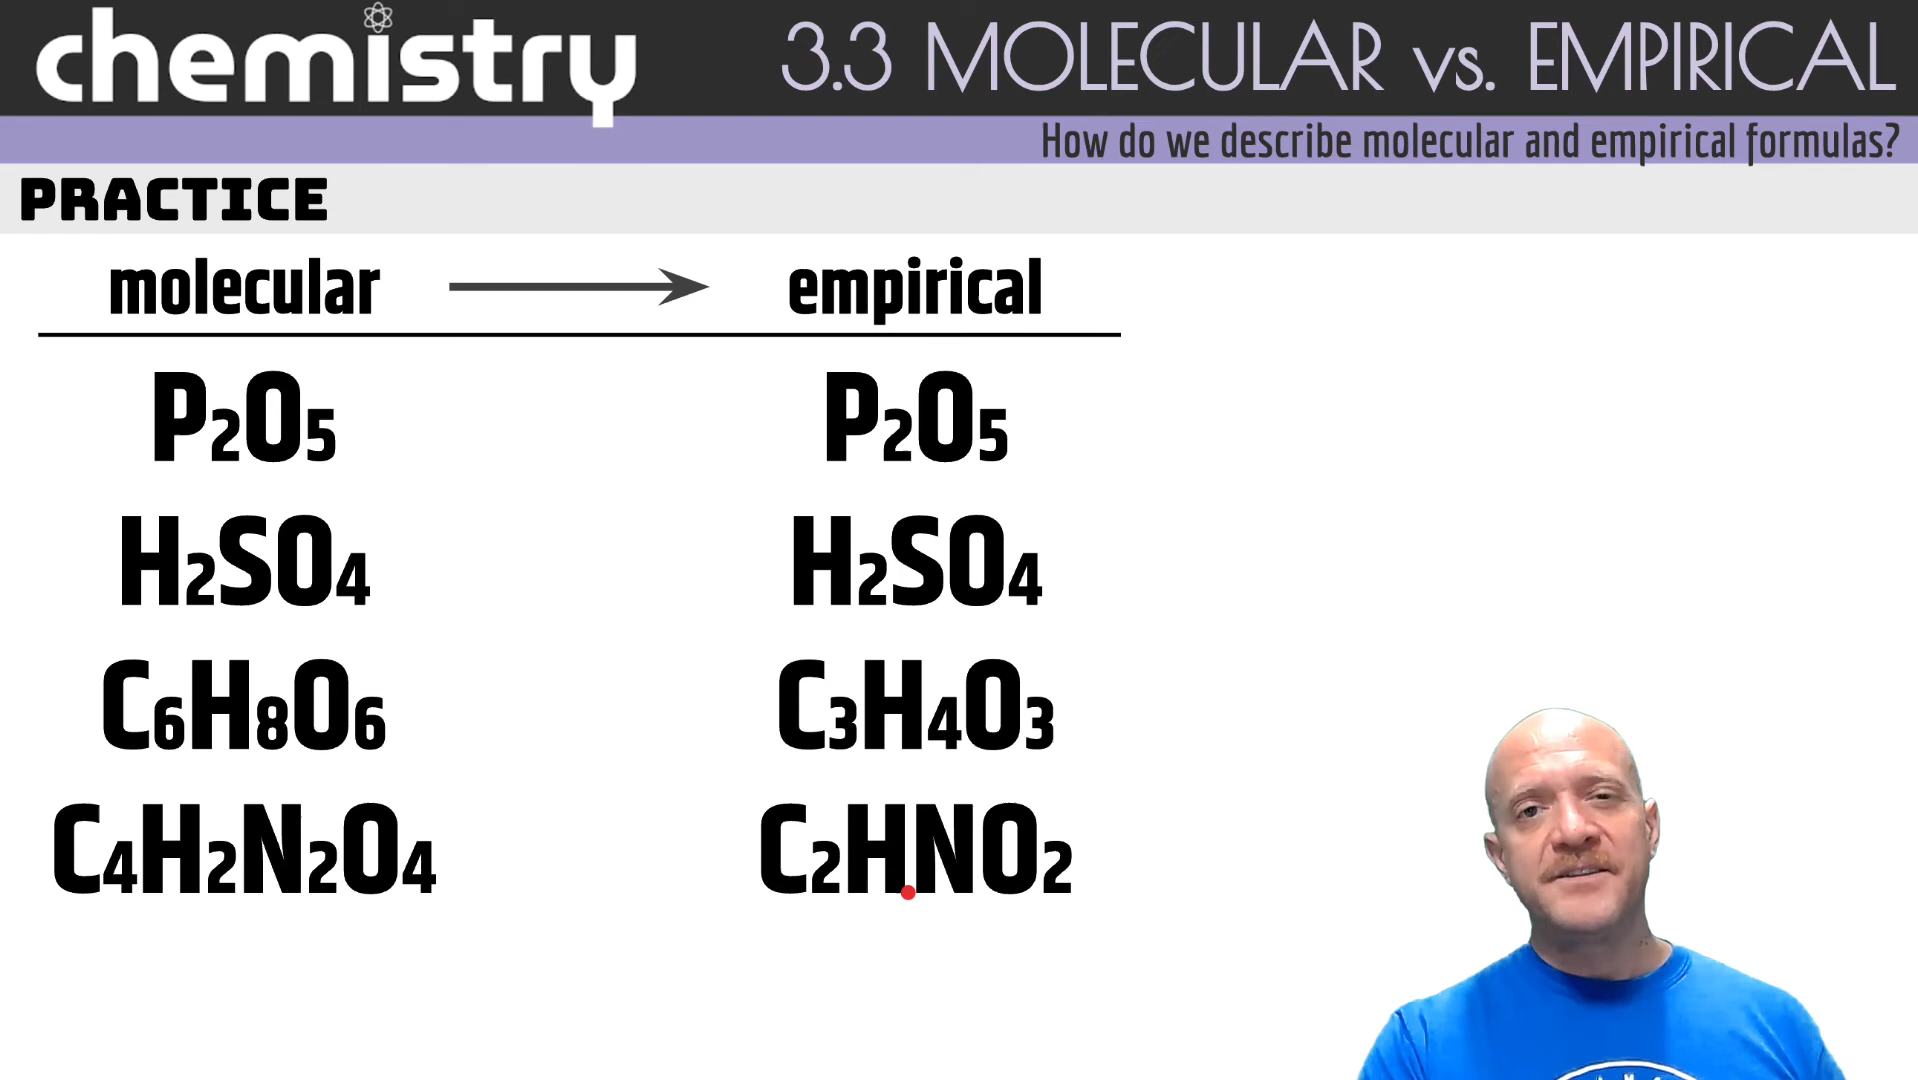 chemistry
3.3 MOLECULAR vs. EMPIRICAL
How do we describe molecular and empirical formulas?
PRACTICE
molecular → empirical
P2O5 P2O5
H2SO4 H2SO4
C6H8O6 C3H4O3
C4H2N2O4 C2HNO2